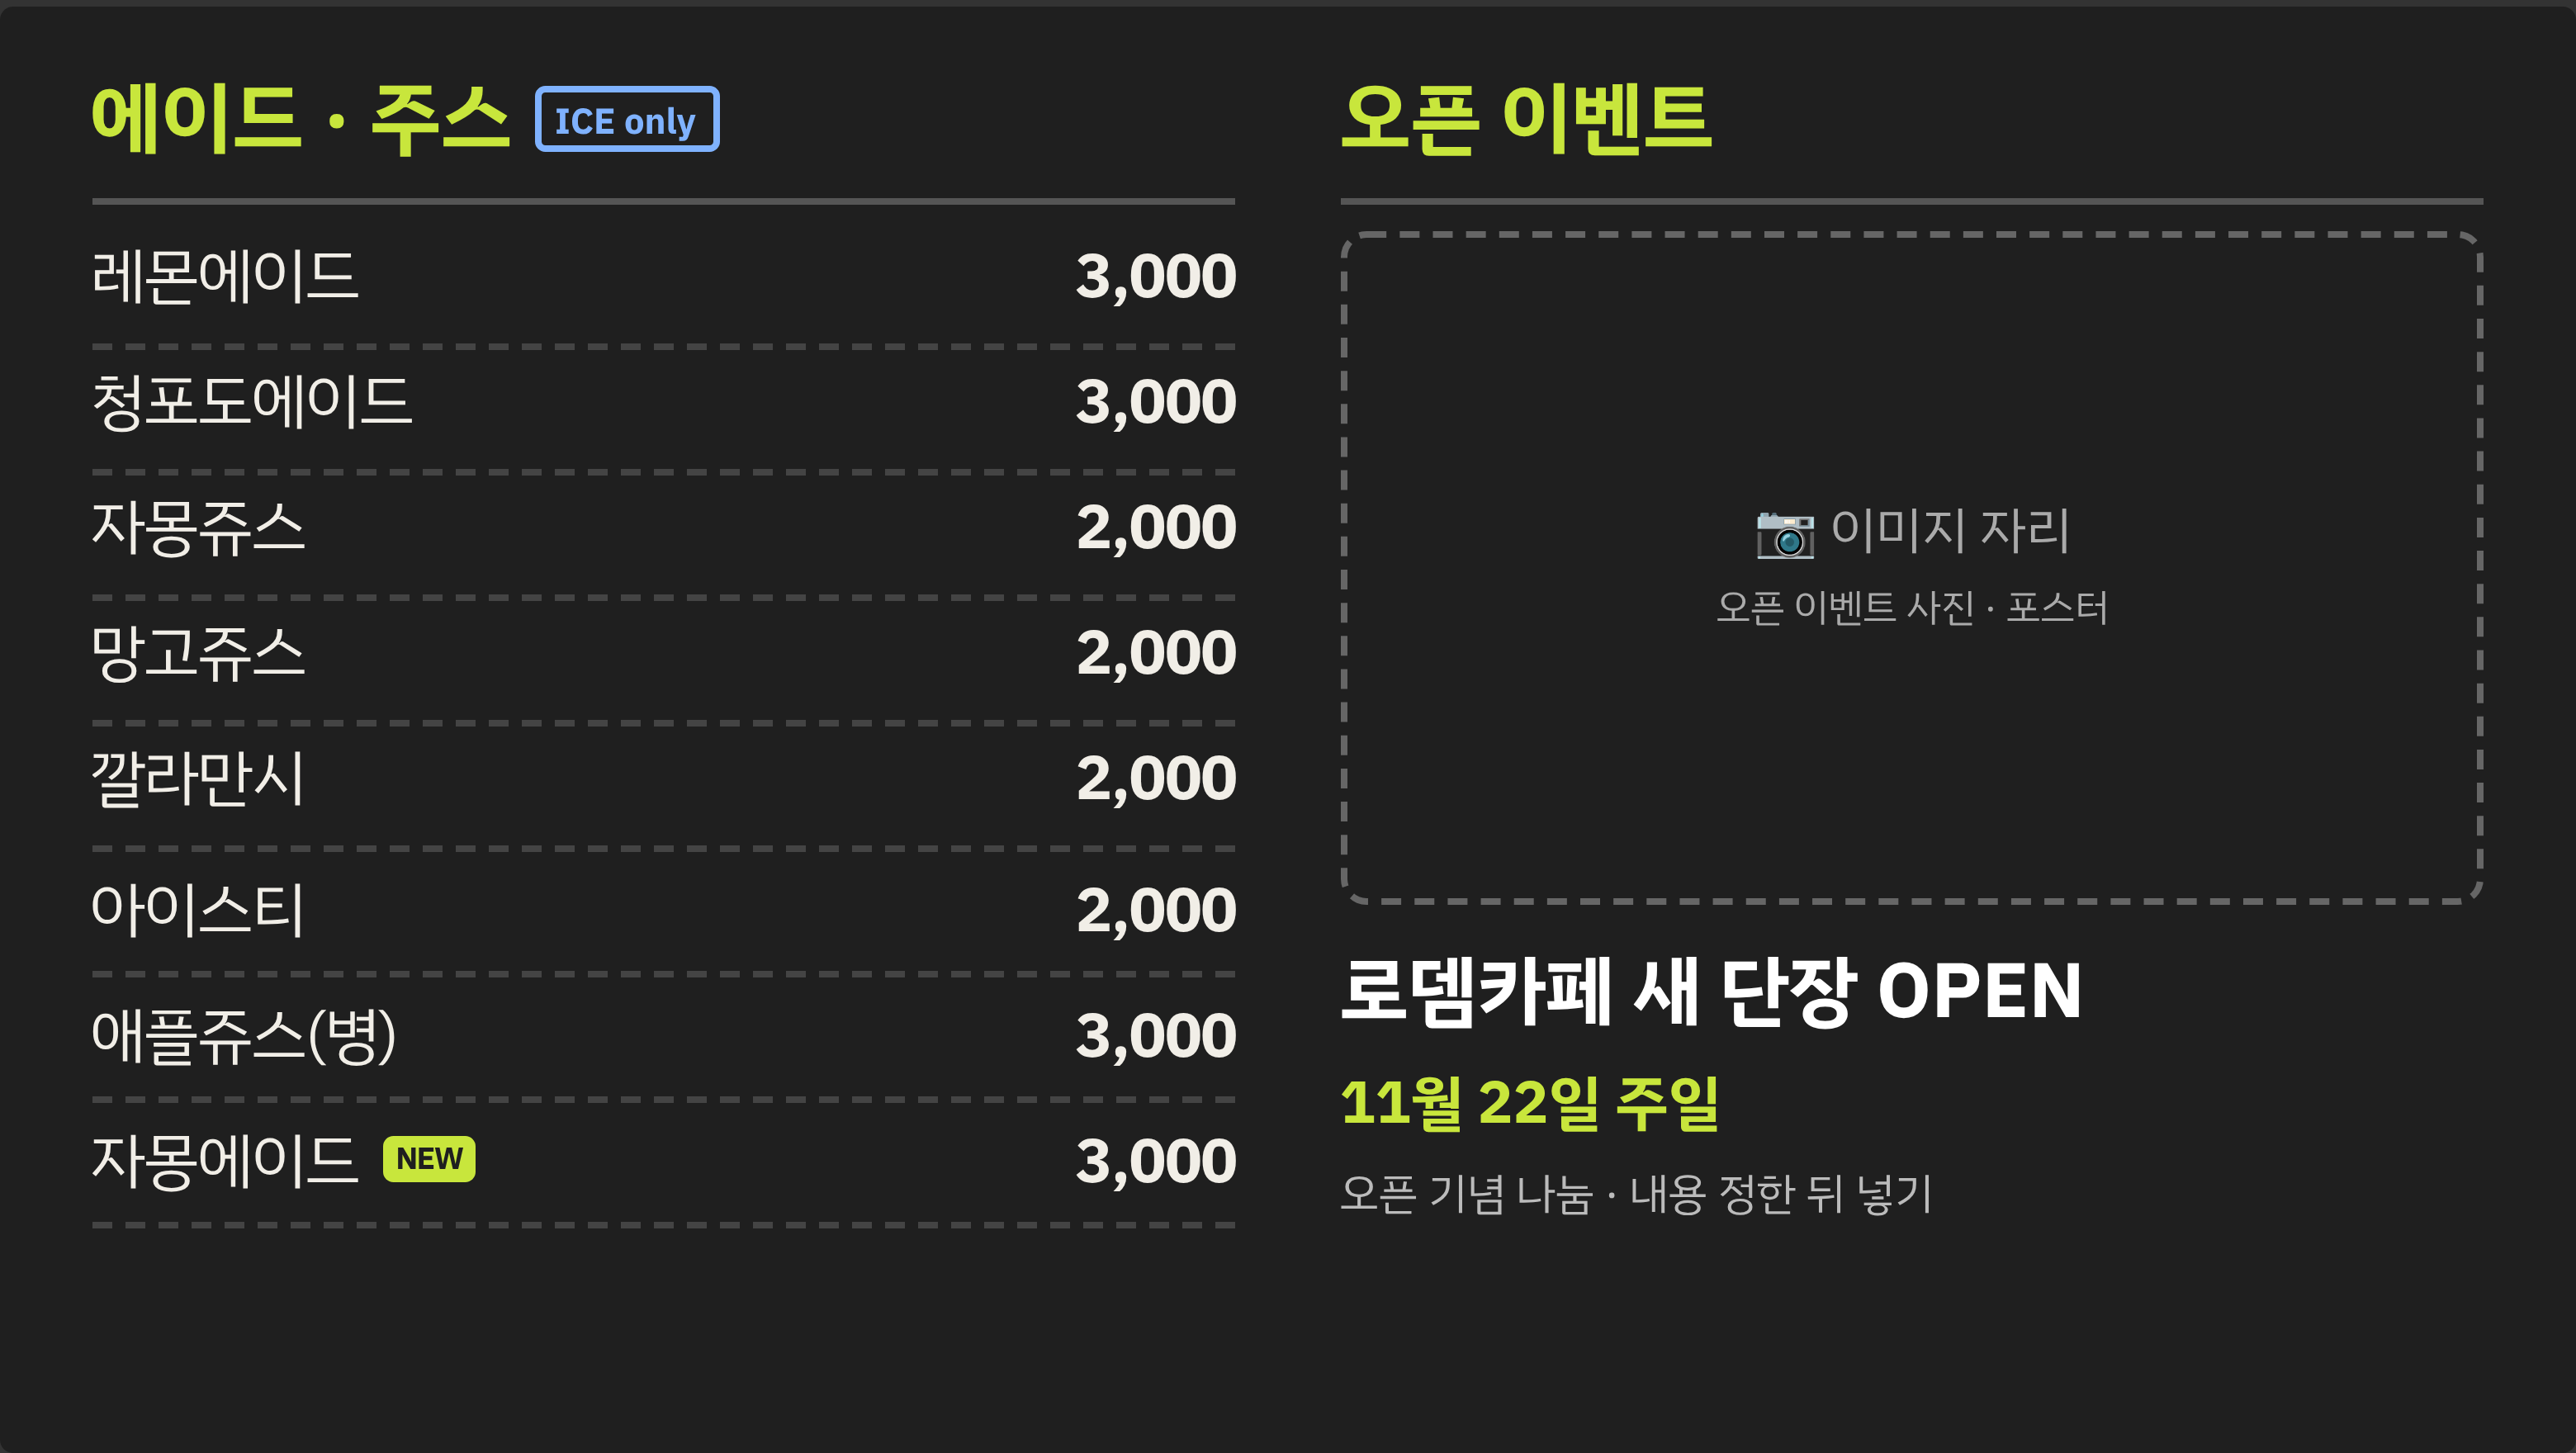 에이드 · 주스 ICE only
레몬에이드 3,000
청포도에이드 3,000
자몽쥬스 2,000
망고쥬스 2,000
깔라만시 2,000
아이스티 2,000
애플쥬스(병) 3,000
자몽에이드 NEW 3,000
오픈 이벤트
이미지 자리
오픈 이벤트 사진 · 포스터
로뎀카페 새 단장 OPEN
11월 22일 주일
오픈 기념 나눔 · 내용 정한 뒤 넣기